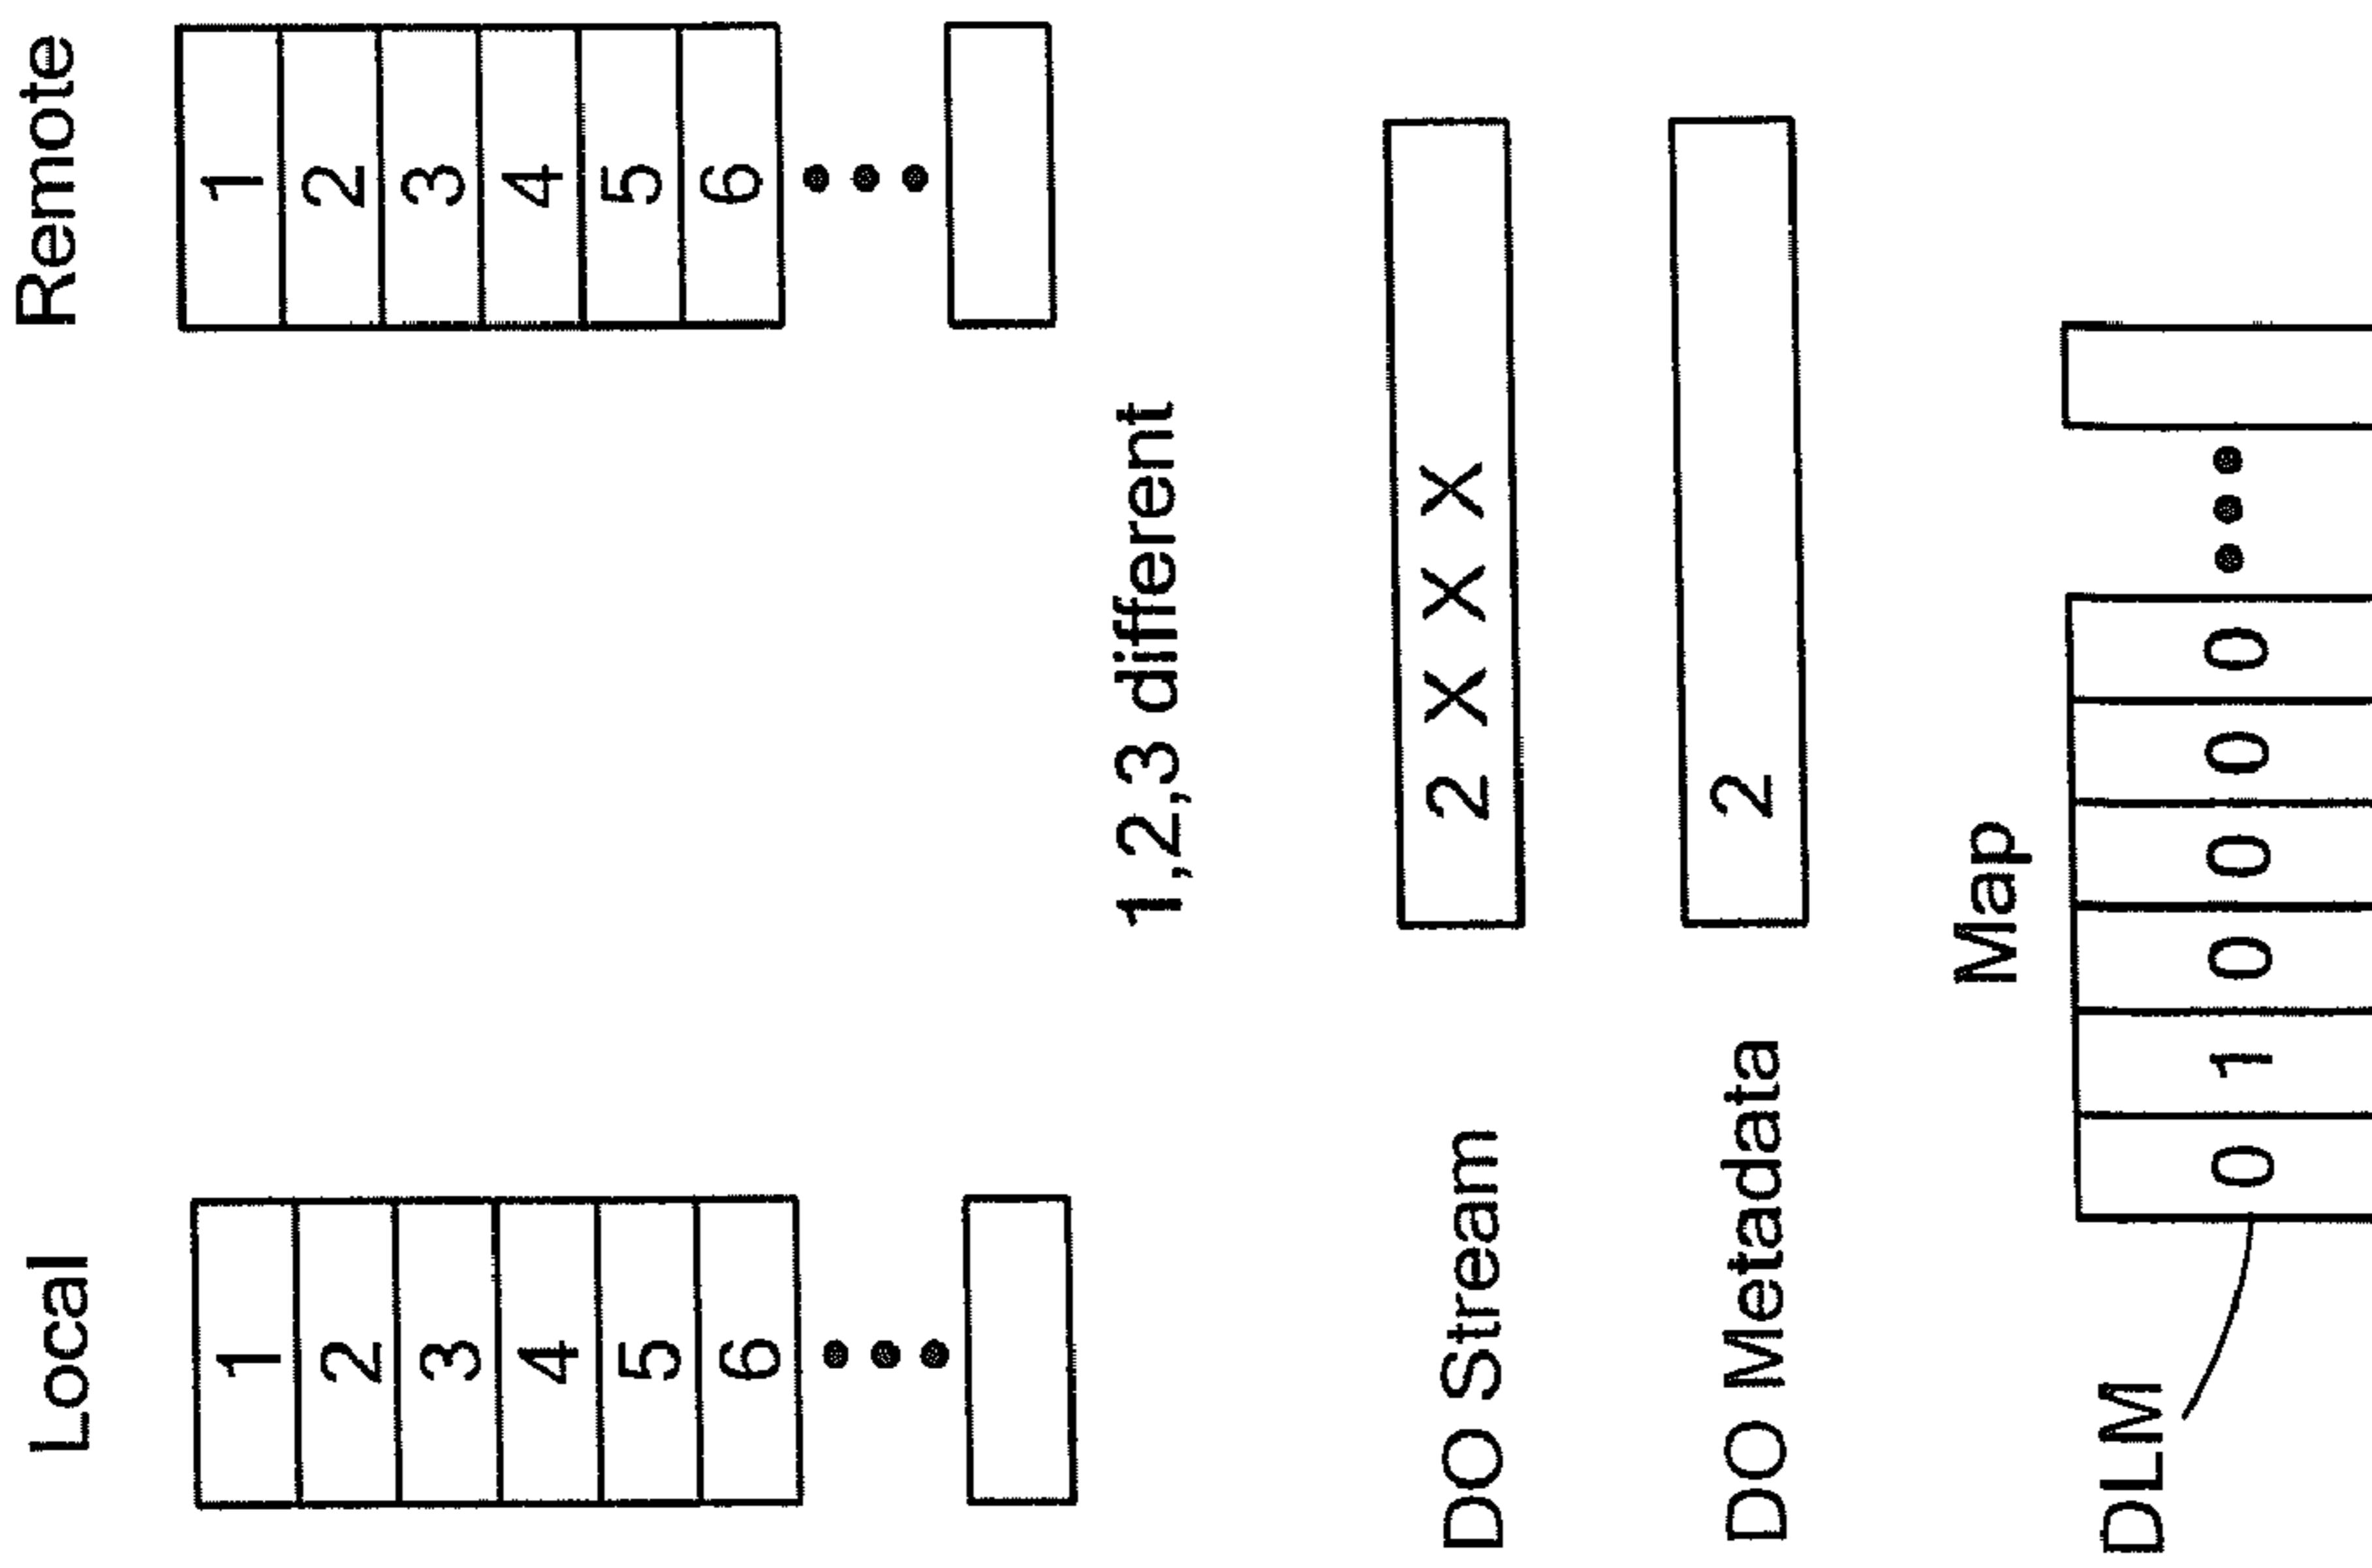 Local Remote
1 1
2 2
3 3
4 4
5 5
6 6
1,2,3 different
DO Stream 2 X X X
DO Metadata 2
Map
DLM 0 1 0 0 0 0